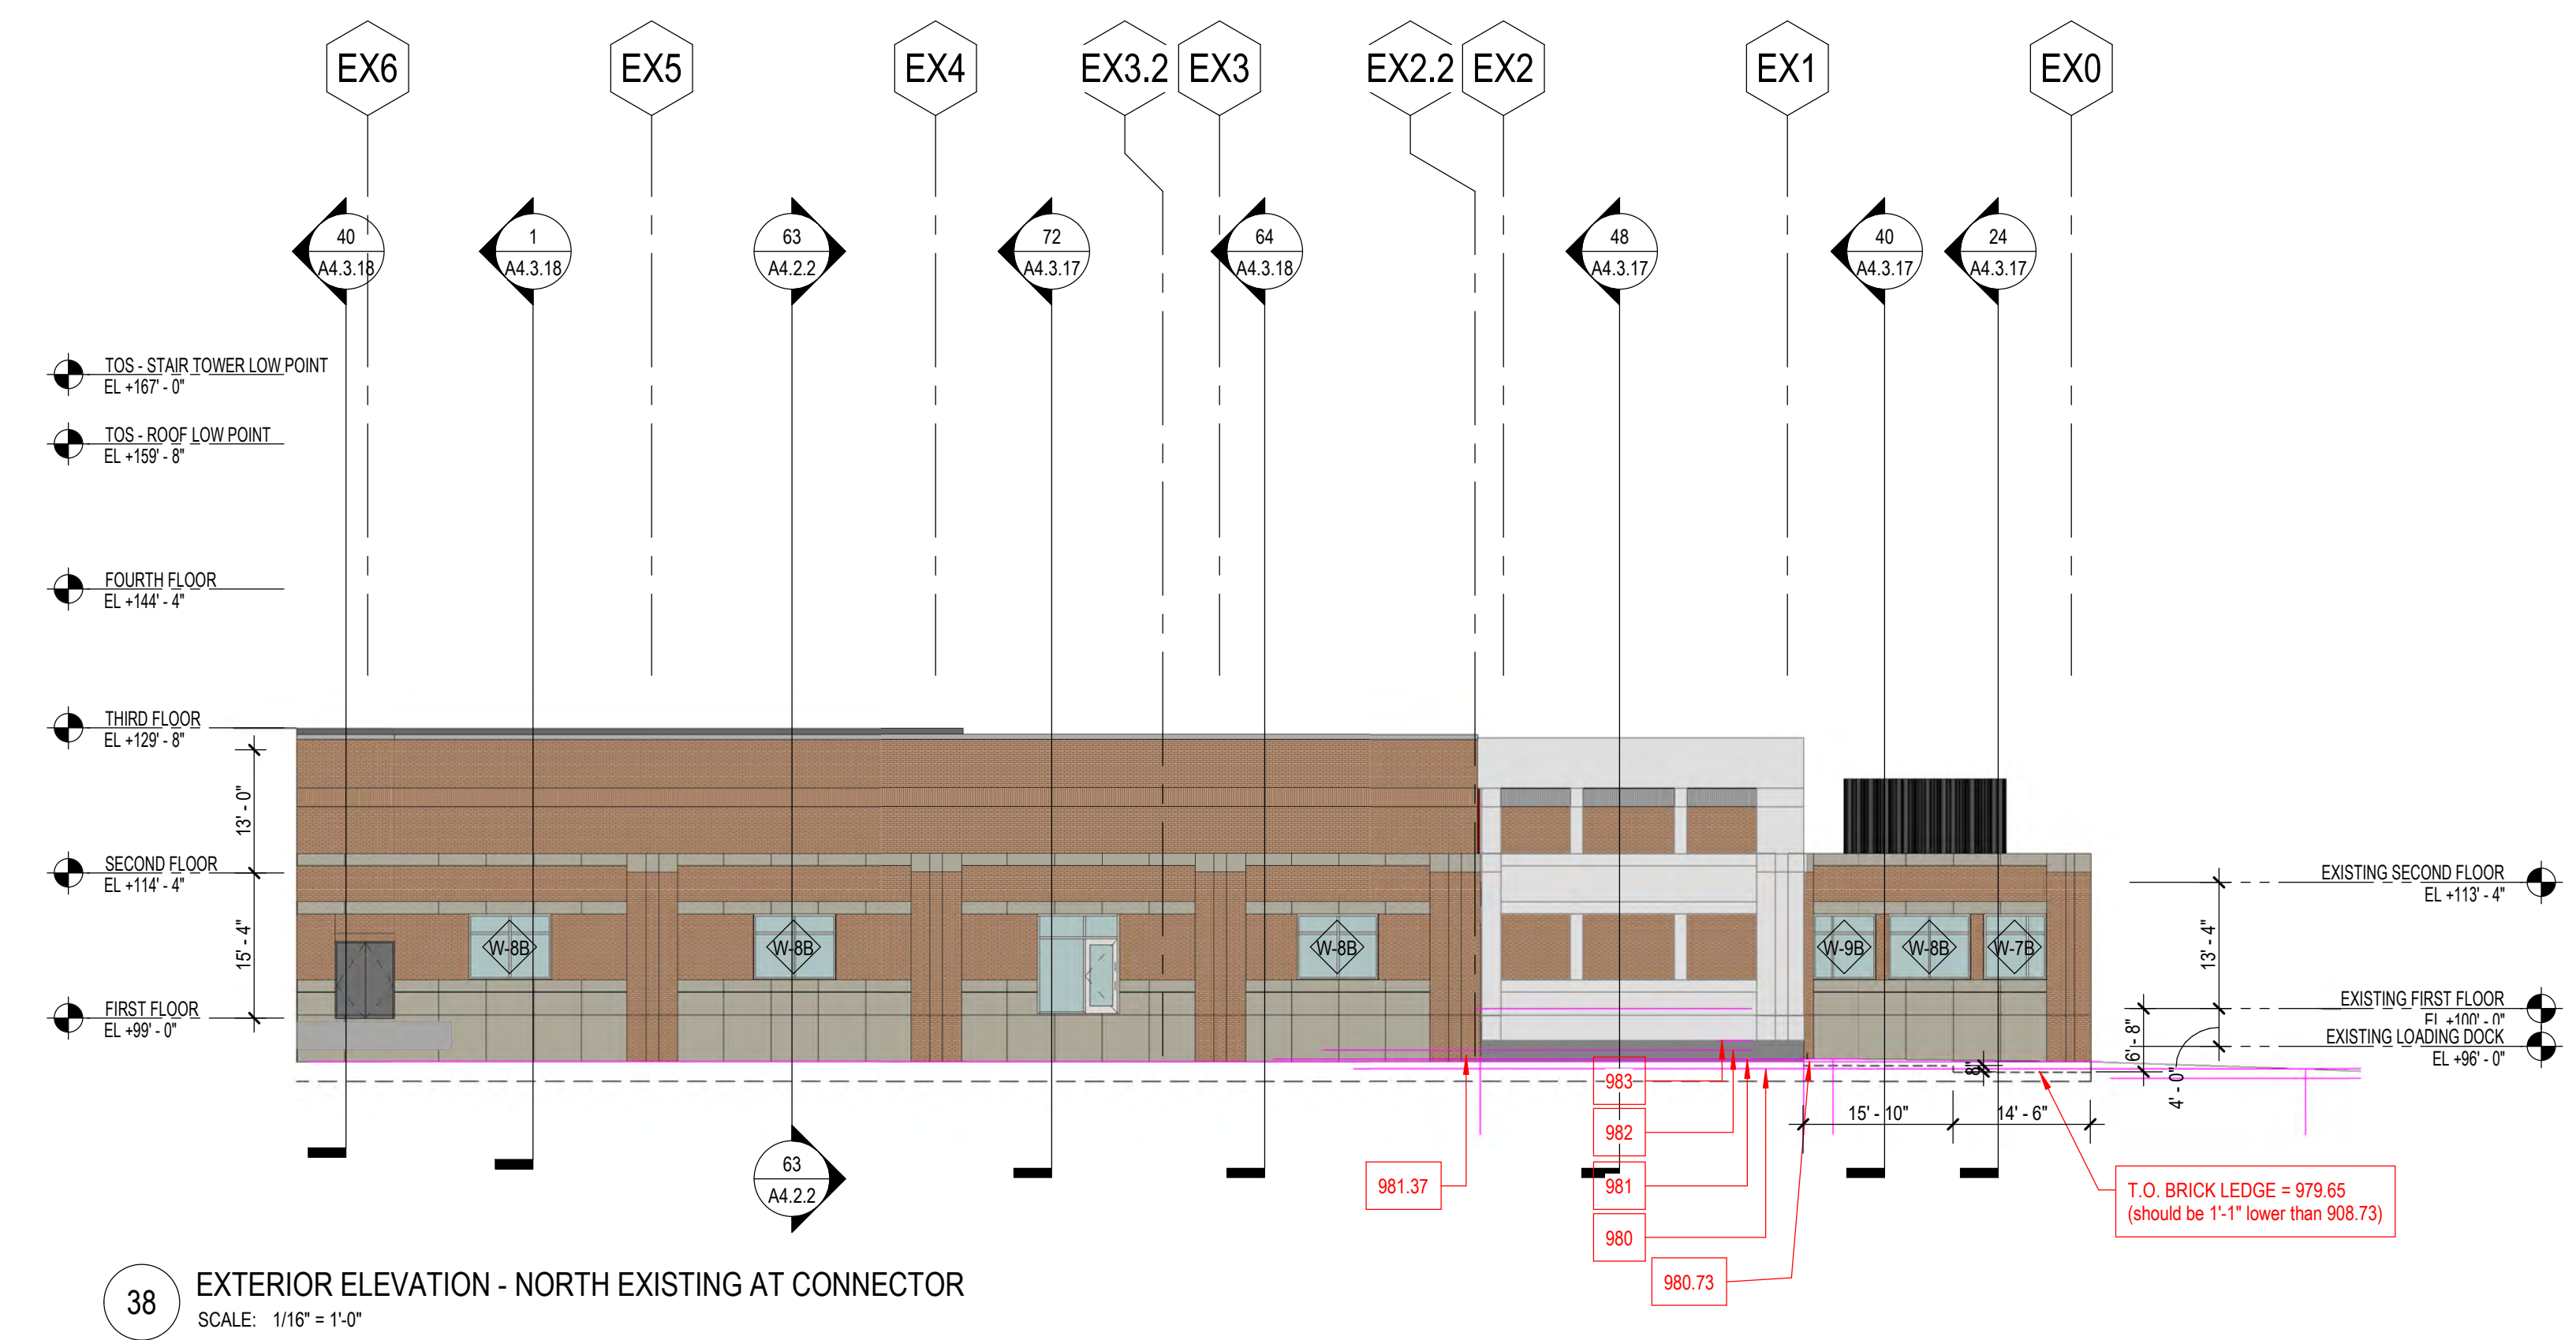 EX6 EX5 EX4 EX3.2 EX3 EX2.2 EX2 EX1 EX0
40 1 63 72 64 48 40 24
A4.3.18 A4.3.18 A4.2.2 A4.3.17 A4.3.18 A4.3.17 A4.3.17 A4.3.17
TOS - STAIR TOWER LOW POINT
EL +167' - 0"
TOS - ROOF LOW POINT
EL +159' - 8"
FOURTH FLOOR
EL +144' - 4"
THIRD FLOOR
EL +129' - 8"
13' - 0"
SECOND FLOOR
EL +114' - 4"
15' - 4"
FIRST FLOOR
EL +99' - 0"
W-8B W-8B W-8B W-9B W-8B W-7B
EXISTING SECOND FLOOR
EL +113' - 4"
13' - 4"
EXISTING FIRST FLOOR
EL +100' - 0"
EXISTING LOADING DOCK
EL +96' - 0"
6' - 8"
4' - 0"
8"
15' - 10" 14' - 6"
983
982
981.37
981
980
980.73
T.O. BRICK LEDGE = 979.65
(should be 1'-1" lower than 908.73)
63
A4.2.2
38
EXTERIOR ELEVATION - NORTH EXISTING AT CONNECTOR
SCALE: 1/16" = 1'-0"